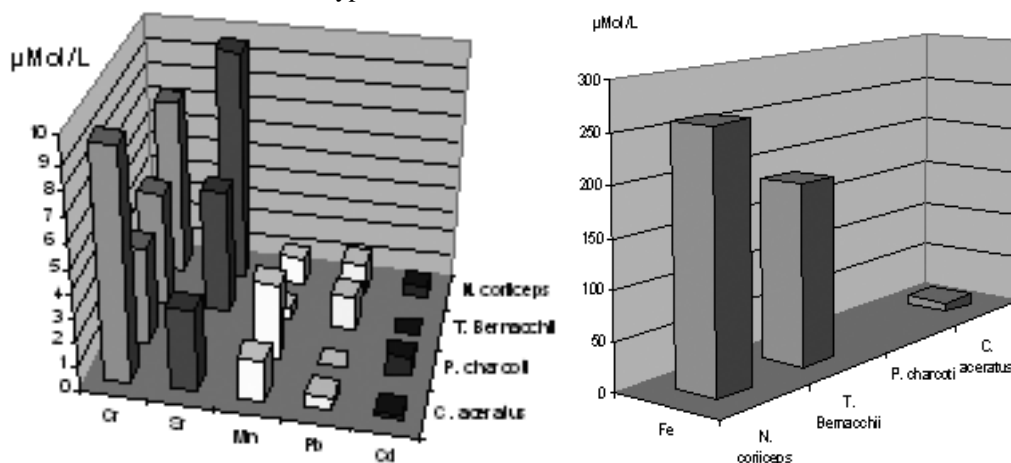 µMol/L
10
9
8
7
6
5
4
3
2
1
0
Cr
Sr
Mn
Pb
Cd
N. coriiceps
T. Bernacchii
P. charcoti
C. aceratus
µMol/L
300
250
200
150
100
50
0
Fe
N.
coriiceps
T.
Bernacchii
P. charcoti
C.
aceratus